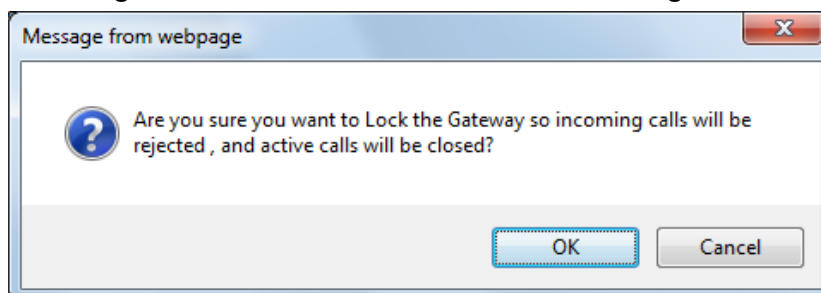 Message from webpage
Are you sure you want to Lock the Gateway so incoming calls will be
rejected , and active calls will be closed?
OK
Cancel